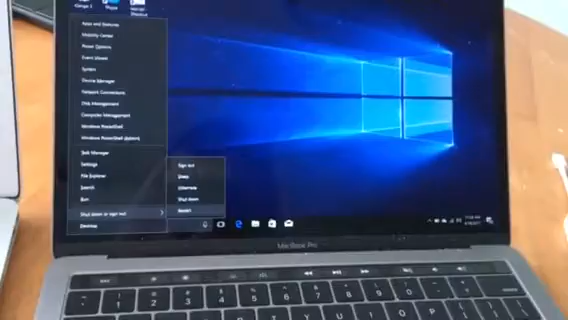 Skype
Apps and Features
Mobility Center
Power Options
Event Viewer
System
Device Manager
Network Connections
Disk Management
Computer Management
Windows PowerShell
Windows PowerShell (Admin)
Task Manager
Settings
File Explorer
Search
Run
Shut down or sign out
Desktop
Sign out
Sleep
Hibernate
Shut down
Restart
MacBook Pro